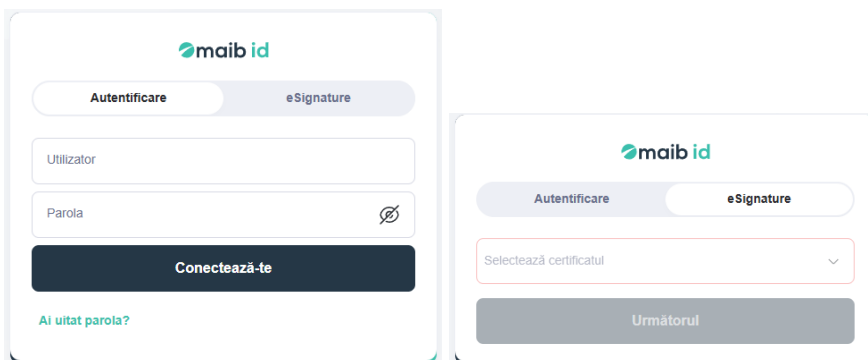 maib id
Autentificare eSignature
Utilizator
Parola
Conectează-te
Ai uitat parola?
maib id
Autentificare eSignature
Selectează certificatul
Următorul